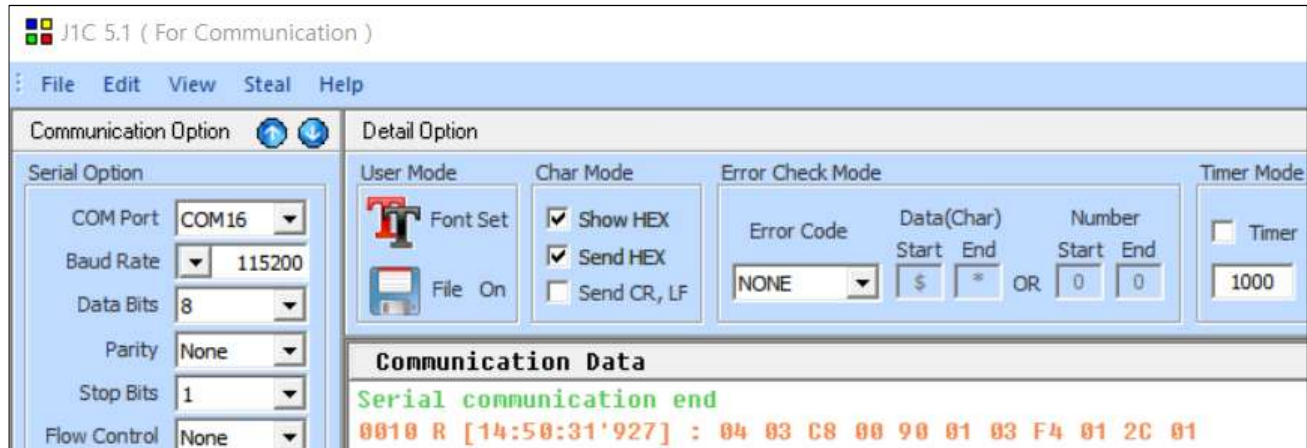 J1C 5.1 ( For Communication )
File Edit View Steal Help
Communication Option
Detail Option
Serial Option
User Mode
Char Mode
Error Check Mode
Timer Mode
COM Port COM16
Font Set
Show HEX
Error Code
Data(Char)
Number
Timer
Baud Rate 115200
Send HEX
Start End
Start End
Data Bits 8
File On
Send CR, LF
NONE
$ * OR 0 0
1000
Parity None
Communication Data
Stop Bits 1
Serial communication end
Flow Control None
0010 R [14:50:31'927] : 04 03 C8 00 90 01 03 F4 01 2C 01